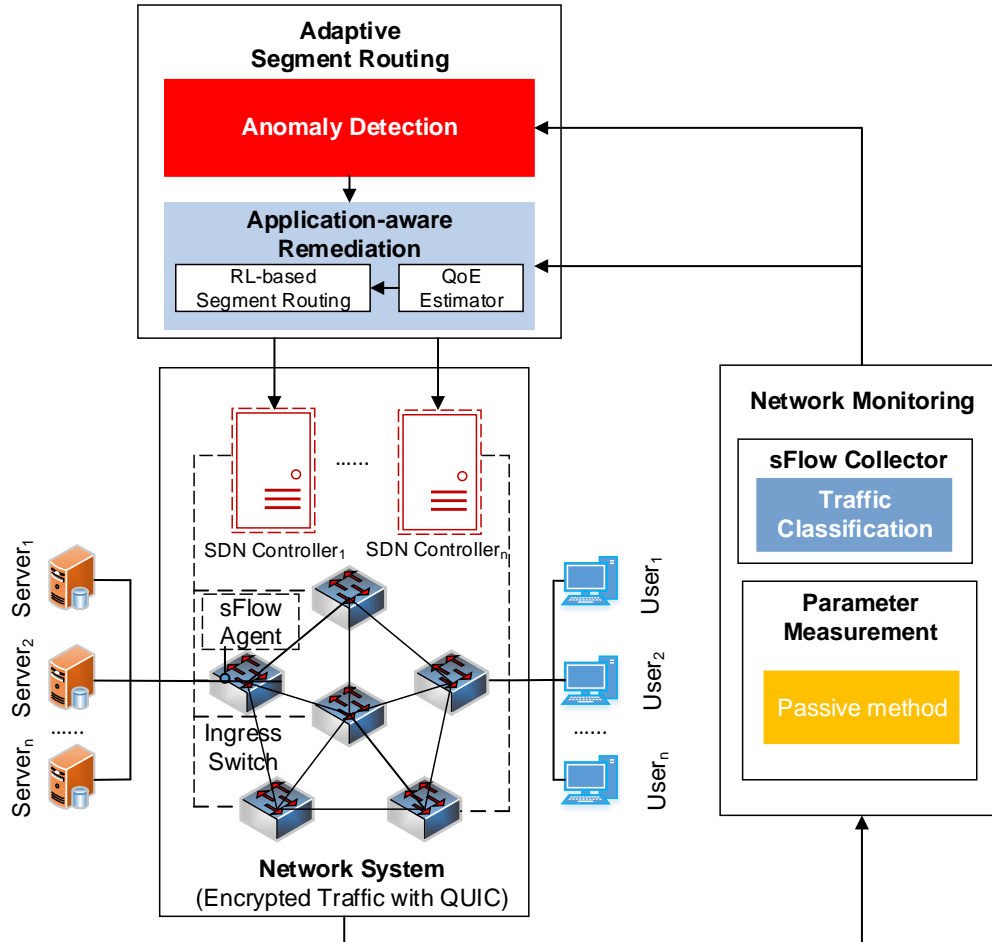 Adaptive
Segment Routing
Anomaly Detection
Application-aware
Remediation
RL-based
Segment Routing
QoE
Estimator
Network Monitoring
sFlow Collector
Traffic
Classification
Parameter
Measurement
Passive method
......
SDN Controller₁
SDN Controllerₙ
Server₁
Server₂
......
Serverₙ
sFlow
Agent
Ingress
Switch
User₁
User₂
......
Userₙ
Network System
(Encrypted Traffic with QUIC)